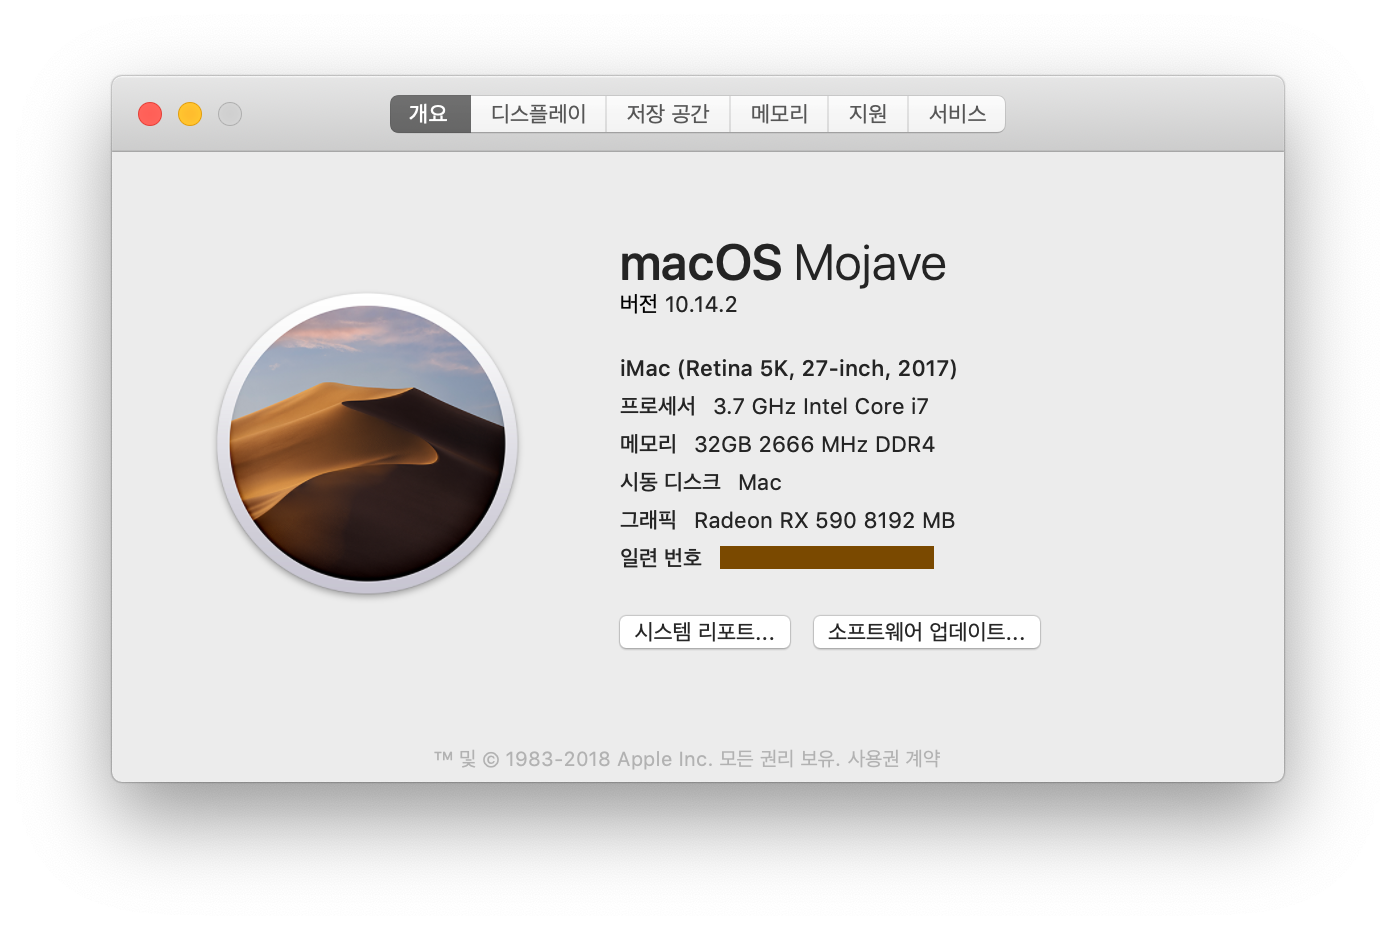 개요 디스플레이 저장 공간 메모리 지원 서비스
macOS Mojave
버전 10.14.2
iMac (Retina 5K, 27-inch, 2017)
프로세서 3.7 GHz Intel Core i7
메모리 32GB 2666 MHz DDR4
시동 디스크 Mac
그래픽 Radeon RX 590 8192 MB
일련 번호
시스템 리포트... 소프트웨어 업데이트...
™ 및 © 1983-2018 Apple Inc. 모든 권리 보유. 사용권 계약